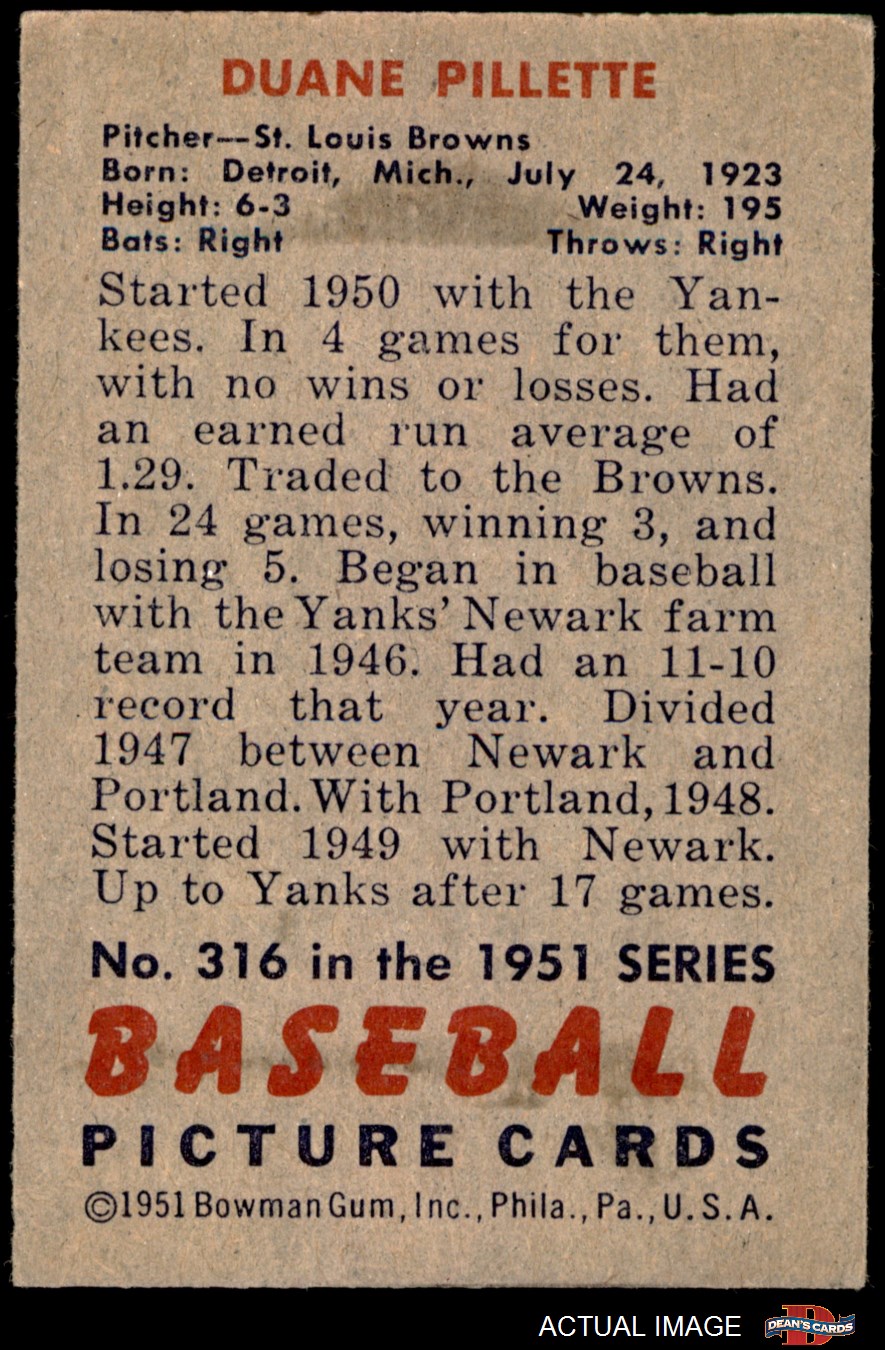 DUANE PILLETTE
Pitcher--St. Louis Browns
Born: Detroit, Mich., July 24, 1923
Height: 6-3 Weight: 195
Bats: Right Throws: Right
Started 1950 with the Yan-
kees. In 4 games for them,
with no wins or losses. Had
an earned run average of
1.29. Traded to the Browns.
In 24 games, winning 3, and
losing 5. Began in baseball
with the Yanks' Newark farm
team in 1946. Had an 11-10
record that year. Divided
1947 between Newark and
Portland. With Portland, 1948.
Started 1949 with Newark.
Up to Yanks after 17 games.
No. 316 in the 1951 SERIES
BASEBALL
PICTURE CARDS
©1951 Bowman Gum, Inc., Phila., Pa., U.S.A.
ACTUAL IMAGE
D
DEAN'S CARDS